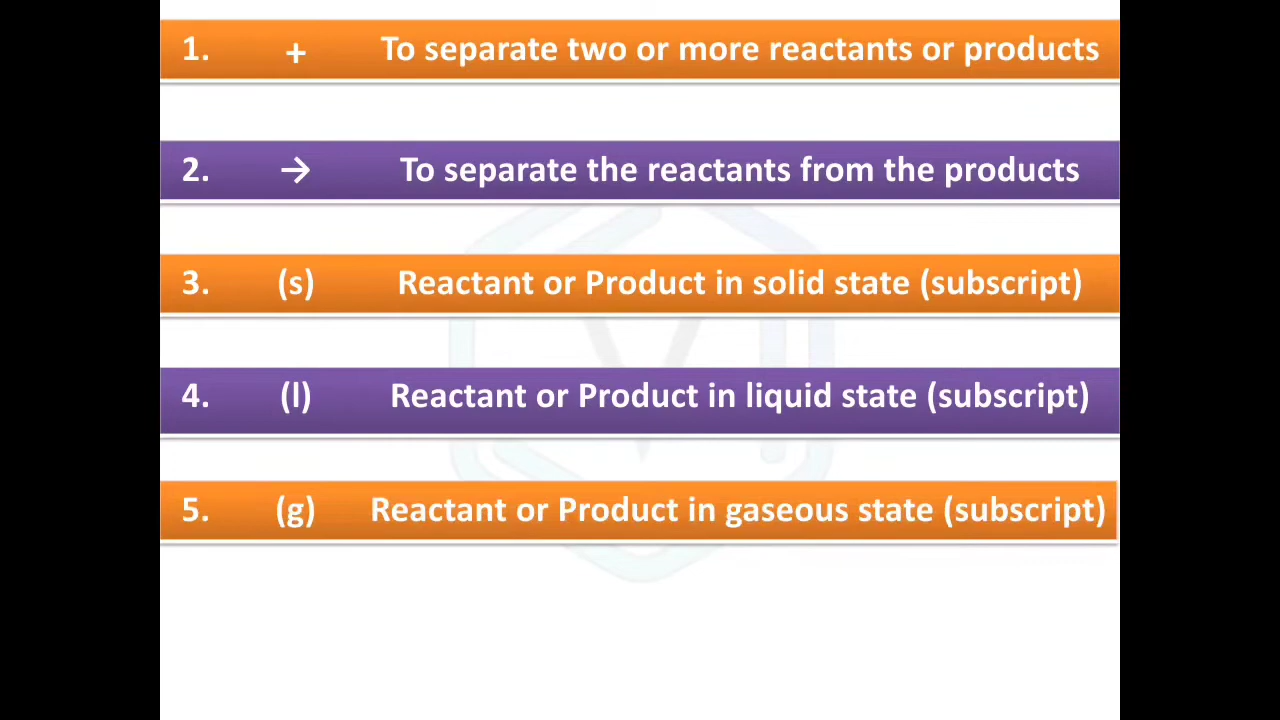 1. + To separate two or more reactants or products
2. → To separate the reactants from the products
3. (s) Reactant or Product in solid state (subscript)
4. (l) Reactant or Product in liquid state (subscript)
5. (g) Reactant or Product in gaseous state (subscript)